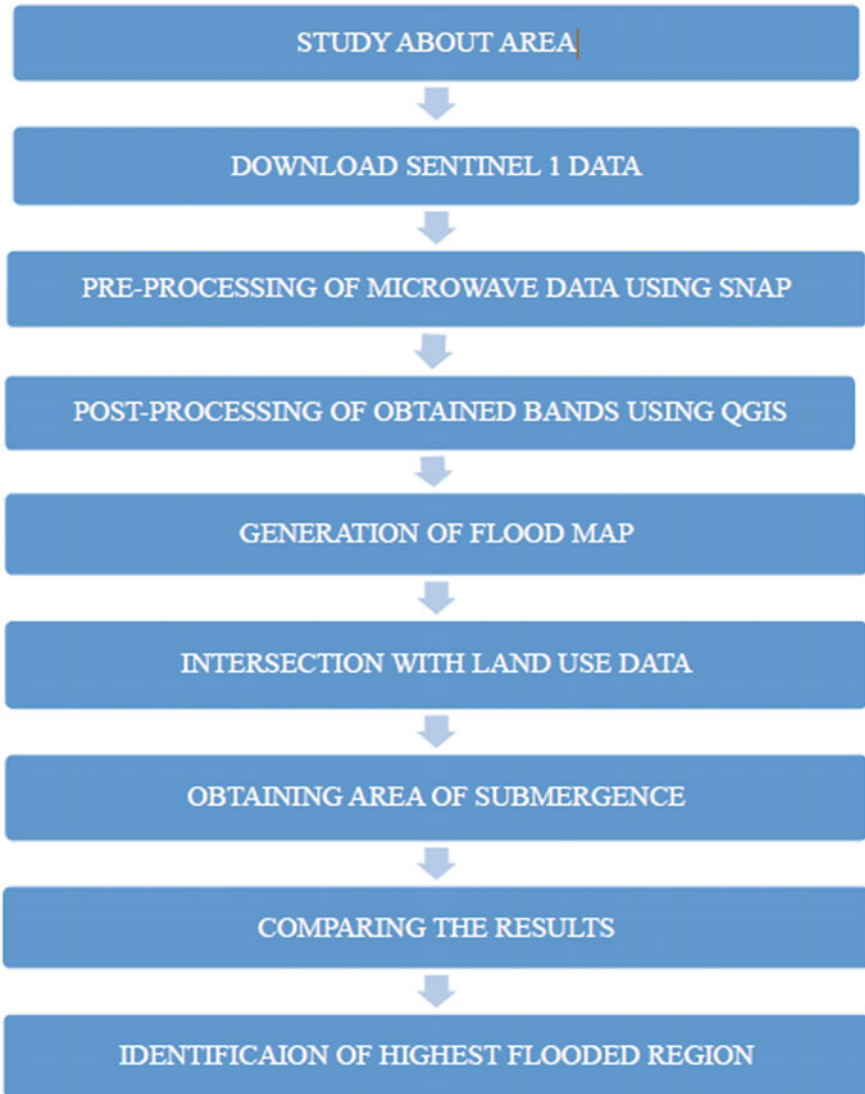 STUDY ABOUT AREA
DOWNLOAD SENTINEL 1 DATA
PRE-PROCESSING OF MICROWAVE DATA USING SNAP
POST-PROCESSING OF OBTAINED BANDS USING QGIS
GENERATION OF FLOOD MAP
INTERSECTION WITH LAND USE DATA
OBTAINING AREA OF SUBMERGENCE
COMPARING THE RESULTS
IDENTIFICAION OF HIGHEST FLOODED REGION